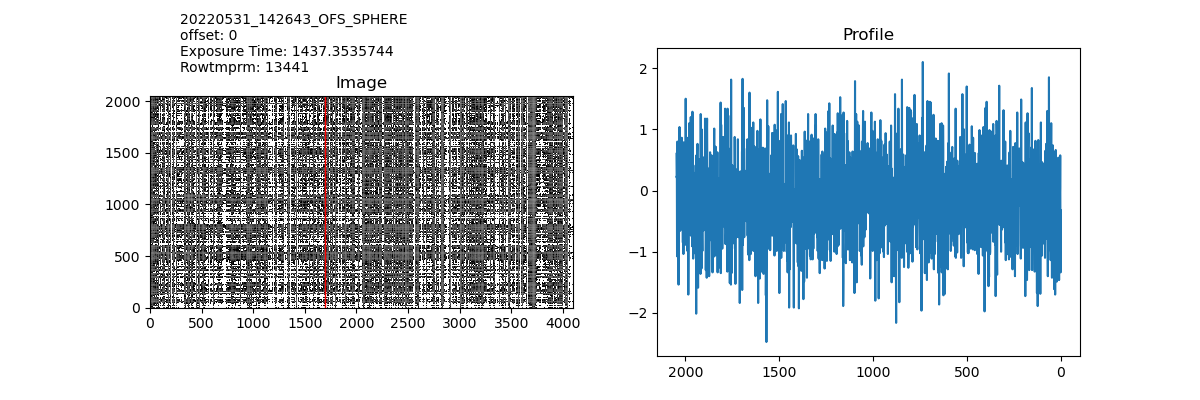 20220531_142643_OFS_SPHERE
offset: 0
Exposure Time: 1437.3535744
Rowtmprm: 13441
Image
2000
1500
1000
500
0
0 500 1000 1500 2000 2500 3000 3500 4000
Profile
2
1
0
−1
−2
2000 1500 1000 500 0